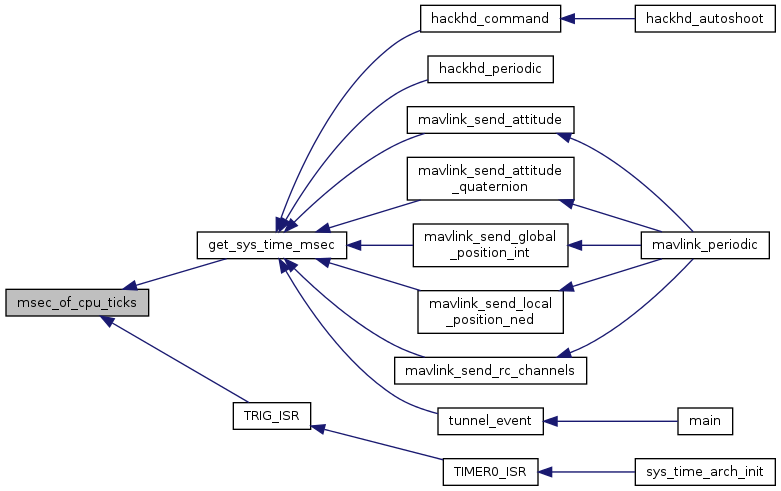 hackhd_command
hackhd_autoshoot
hackhd_periodic
mavlink_send_attitude
mavlink_send_attitude
_quaternion
get_sys_time_msec
mavlink_send_global
_position_int
mavlink_periodic
msec_of_cpu_ticks
mavlink_send_local
_position_ned
mavlink_send_rc_channels
TRIG_ISR
tunnel_event
main
TIMER0_ISR
sys_time_arch_init